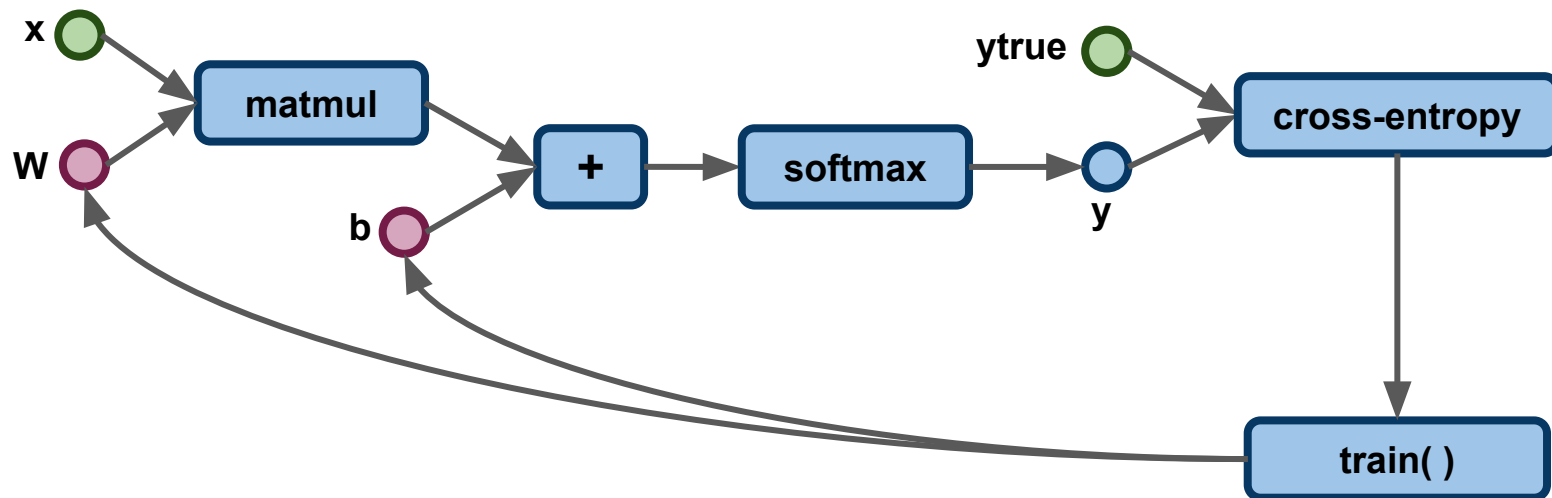 x
ytrue
matmul
cross-entropy
W
+
softmax
b
y
train( )